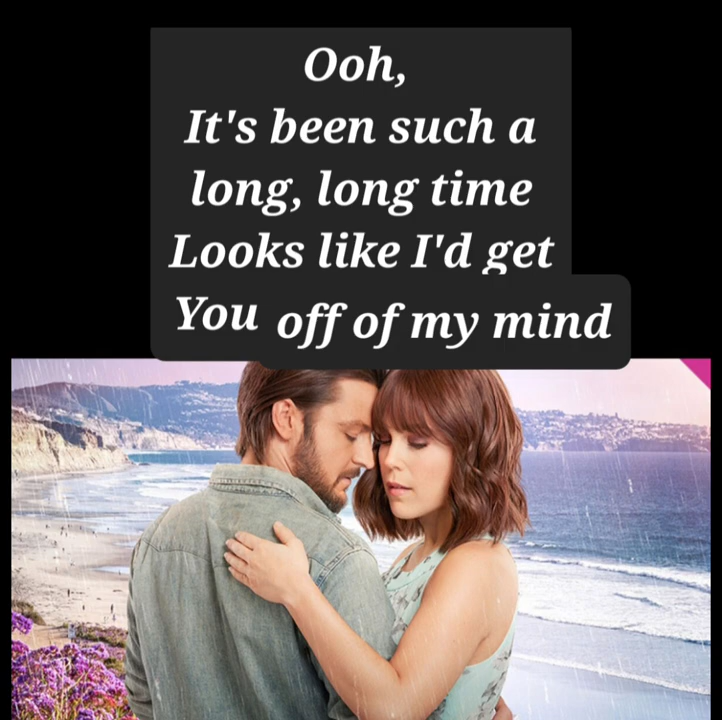 Ooh,
It's been such a
long, long time
Looks like I'd get
You off of my mind